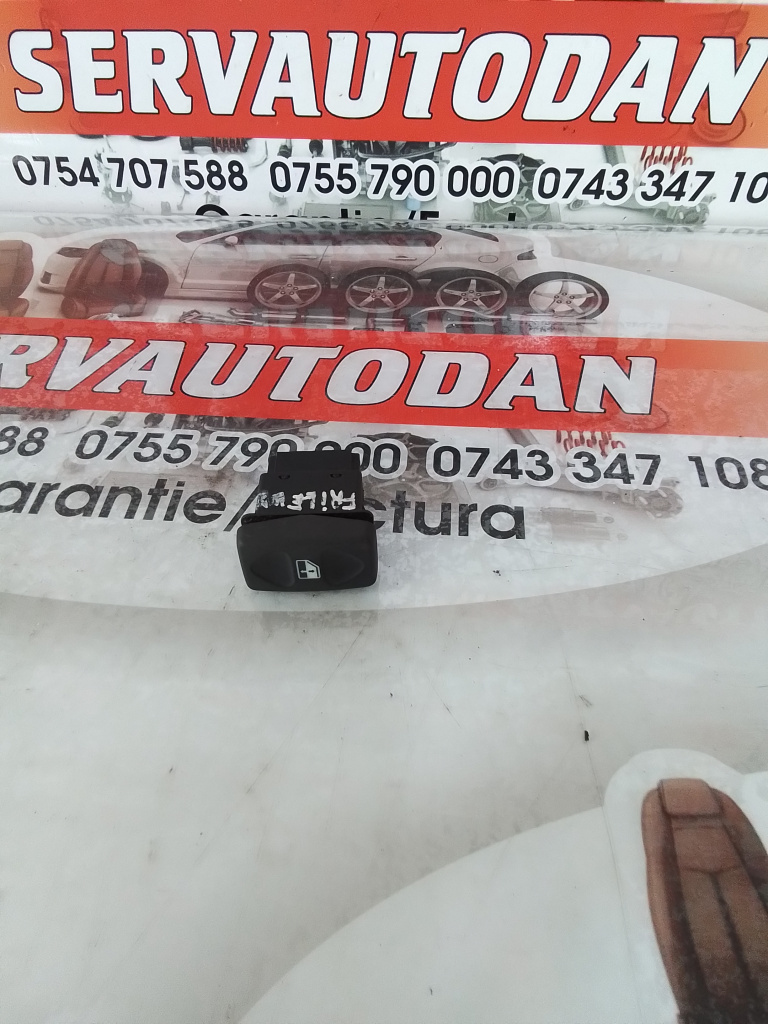 SERVAUTODAN
0754 707 588 0755 790 000 0743 347 10
RVAUTODAN
88 0755 790 000 0743 347 108
arantie/ ctura